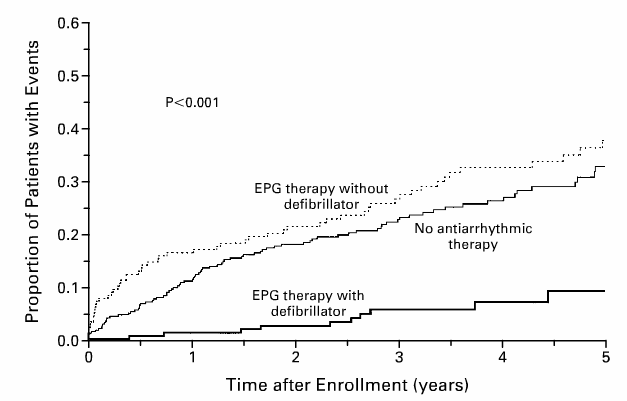 0.6
0.5
0.4
0.3
0.2
0.1
0.0
Proportion of Patients with Events
P<0.001
EPG therapy without
defibrillator
No antiarrhythmic
therapy
EPG therapy with
defibrillator
0 1 2 3 4 5
Time after Enrollment (years)